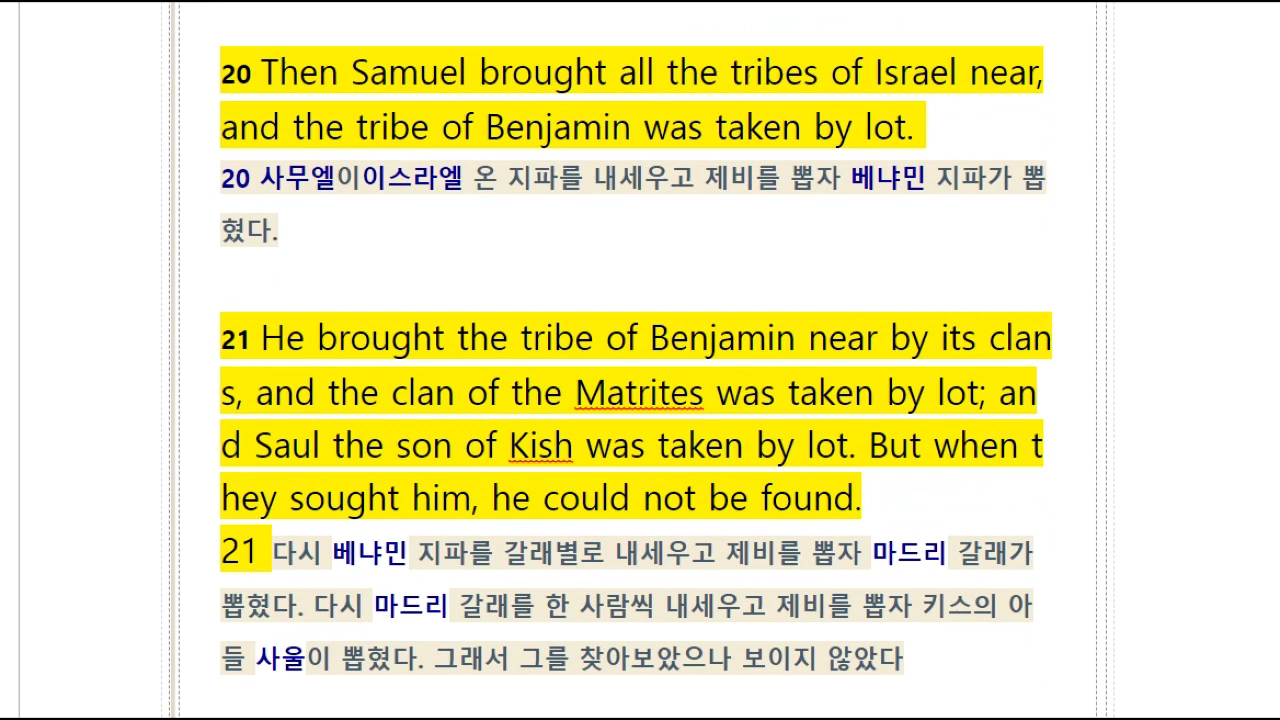 20 Then Samuel brought all the tribes of Israel near,
and the tribe of Benjamin was taken by lot.
20 사무엘이이스라엘 온 지파를 내세우고 제비를 뽑자 베냐민 지파가 뽑
혔다.
21 He brought the tribe of Benjamin near by its clan
s, and the clan of the Matrites was taken by lot; an
d Saul the son of Kish was taken by lot. But when t
hey sought him, he could not be found.
21 다시 베냐민 지파를 갈래별로 내세우고 제비를 뽑자 마드리 갈래가
뽑혔다. 다시 마드리 갈래를 한 사람씩 내세우고 제비를 뽑자 키스의 아
들 사울이 뽑혔다. 그래서 그를 찾아보았으나 보이지 않았다